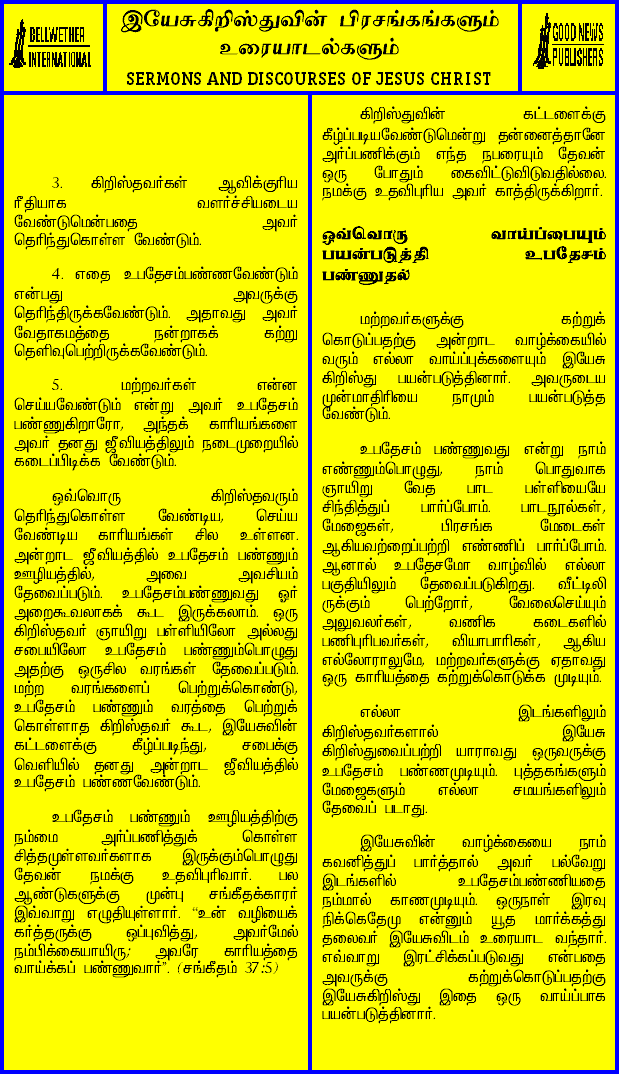 BELLWETHER
INTERNATIONAL
இயேசுகிறிஸ்துவின் பிரசங்கங்களும்
உரையாடல்களும்
SERMONS AND DISCOURSES OF JESUS CHRIST
GOOD NEWS
PUBLISHERS
3. கிறிஸ்தவர்கள் ஆவிக்குரிய
ரீதியாக வளர்ச்சியடைய
வேண்டுமென்பதை அவர்
தெரிந்துகொள்ள வேண்டும்.
4. எதை உபதேசம்பண்ணவேண்டும்
என்பது அவருக்கு
தெரிந்திருக்கவேண்டும். அதாவது அவர்
வேதாகமத்தை நன்றாகக் கற்று
தெளிவுபெற்றிருக்கவேண்டும்.
5. மற்றவர்கள் என்ன
செய்யவேண்டும் என்று அவர் உபதேசம்
பண்ணுகிறாரோ, அந்தக் காரியங்களை
அவர் தனது ஜீவியத்திலும் நடைமுறையில்
கடைப்பிடிக்க வேண்டும்.
ஒவ்வொரு கிறிஸ்தவரும்
தெரிந்துகொள்ள வேண்டிய, செய்ய
வேண்டிய காரியங்கள் சில உள்ளன.
அன்றாட ஜீவியத்தில் உபதேசம் பண்ணும்
ஊழியத்தில், அவை அவசியம்
தேவைப்படும். உபதேசம்பண்ணுவது ஓர்
அறைகூவலாகக் கூட இருக்கலாம். ஒரு
கிறிஸ்தவர் ஞாயிறு பள்ளியிலோ அல்லது
சபையிலோ உபதேசம் பண்ணும்பொழுது
அதற்கு ஒருசில வரங்கள் தேவைப்படும்.
மற்ற வரங்களைப் பெற்றுக்கொண்டு,
உபதேசம் பண்ணும் வரத்தை பெற்றுக்
கொள்ளாத கிறிஸ்தவர் கூட, இயேசுவின்
கட்டளைக்கு கீழ்ப்படிந்து, சபைக்கு
வெளியில் தனது அன்றாட ஜீவியத்தில்
உபதேசம் பண்ணவேண்டும்.
உபதேசம் பண்ணும் ஊழியத்திற்கு
நம்மை அர்ப்பணித்துக் கொள்ள
சித்தமுள்ளவர்களாக இருக்கும்பொழுது
தேவன் நமக்கு உதவிபுரிவார். பல
ஆண்டுகளுக்கு முன்பு சங்கீதக்காரர்
இவ்வாறு எழுதியுள்ளார். “உன் வழியைக்
கர்த்தருக்கு ஒப்புவித்து, அவர்மேல்
நம்பிக்கையாயிரு; அவரே காரியத்தை
வாய்க்கப் பண்ணுவார்”. (சங்கீதம் 37:5)
கிறிஸ்துவின் கட்டளைக்கு
கீழ்ப்படியவேண்டுமென்று தன்னைத்தானே
அர்ப்பணிக்கும் எந்த நபரையும் தேவன்
ஒரு போதும் கைவிட்டுவிடுவதில்லை.
நமக்கு உதவிபுரிய அவர் காத்திருக்கிறார்.
ஒவ்வொரு வாய்ப்பையும்
பயன்படுத்தி உபதேசம்
பண்ணுதல்
மற்றவர்களுக்கு கற்றுக்
கொடுப்பதற்கு அன்றாட வாழ்க்கையில்
வரும் எல்லா வாய்ப்புக்களையும் இயேசு
கிறிஸ்து பயன்படுத்தினார். அவருடைய
முன்மாதிரியை நாமும் பயன்படுத்த
வேண்டும்.
உபதேசம் பண்ணுவது என்று நாம்
எண்ணும்பொழுது, நாம் பொதுவாக
ஞாயிறு வேத பாட பள்ளியையே
சிந்தித்துப் பார்ப்போம். பாடநூல்கள்,
மேஜைகள், பிரசங்க மேடைகள்
ஆகியவற்றைப்பற்றி எண்ணிப் பார்ப்போம்.
ஆனால் உபதேசமோ வாழ்வில் எல்லா
பகுதியிலும் தேவைப்படுகிறது. வீட்டிலி
ருக்கும் பெற்றோர், வேலைசெய்யும்
அலுவலர்கள், வணிக கடைகளில்
பணிபுரிபவர்கள், வியாபாரிகள், ஆகிய
எல்லோராலுமே, மற்றவர்களுக்கு ஏதாவது
ஒரு காரியத்தை கற்றுக்கொடுக்க முடியும்.
எல்லா இடங்களிலும்
கிறிஸ்தவர்களால் இயேசு
கிறிஸ்துவைப்பற்றி யாராவது ஒருவருக்கு
உபதேசம் பண்ணமுடியும். புத்தகங்களும்
மேஜைகளும் எல்லா சமயங்களிலும்
தேவைப் படாது.
இயேசுவின் வாழ்க்கையை நாம்
கவனித்துப் பார்த்தால் அவர் பல்வேறு
இடங்களில் உபதேசம்பண்ணியதை
நம்மால் காணமுடியும். ஒருநாள் இரவு
நிக்கெதேமு என்னும் யூத மார்க்கத்து
தலைவர் இயேசுவிடம் உரையாட வந்தார்.
எவ்வாறு இரட்சிக்கப்படுவது என்பதை
அவருக்கு கற்றுக்கொடுப்பதற்கு
இயேசுகிறிஸ்து இதை ஒரு வாய்ப்பாக
பயன்படுத்தினார்.